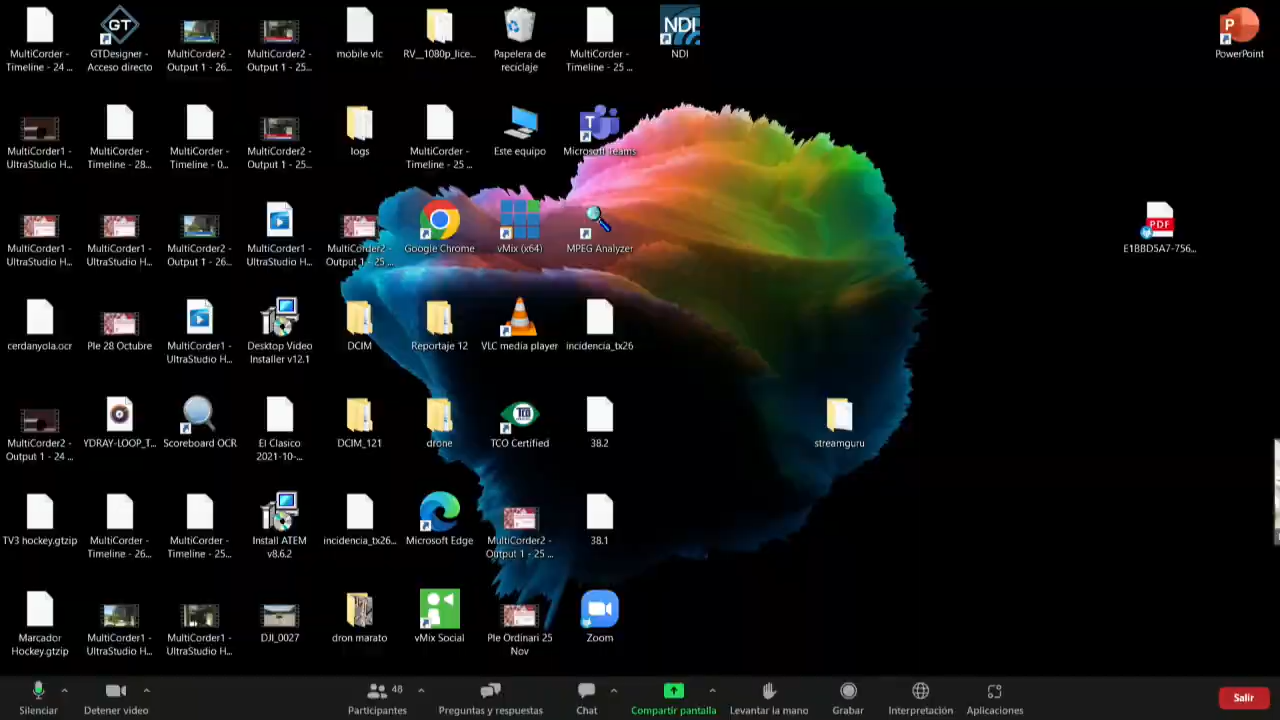 MultiCorder - Timeline - 24 ...
GT
GTDesigner - Acceso directo
MultiCorder2 - Output 1 - 26...
MultiCorder2 - Output 1 - 25...
mobile vlc
RV__1080p_lice...
Papelera de reciclaje
MultiCorder - Timeline - 25 ...
NDI
NDI
P
PowerPoint
MultiCorder1 - UltraStudio H...
MultiCorder - Timeline - 28...
MultiCorder - Timeline - 0...
MultiCorder2 - Output 1 - 25...
logs
MultiCorder - Timeline - 25 ...
Este equipo
T
Microsoft Teams
MultiCorder1 - UltraStudio H...
MultiCorder1 - UltraStudio H...
MultiCorder2 - Output 1 - 26...
MultiCorder1 - UltraStudio H...
MultiCorder2 - Output 1 - 25 ...
Google Chrome
vMix (x64)
MPEG Analyzer
PDF
E1BBD5A7-756...
cerdanyola.ocr
Ple 28 Octubre
MultiCorder1 - UltraStudio H...
Desktop Video Installer v12.1
DCIM
Reportaje 12
VLC media player
incidencia_tx26
MultiCorder2 - Output 1 - 24 ...
YDRAY-LOOP_T...
Scoreboard OCR
El Clasico 2021-10-...
DCIM_121
drone
TCO
TCO Certified
38.2
streamguru
TV3 hockey.gtzip
MultiCorder - Timeline - 26...
MultiCorder - Timeline - 25...
Install ATEM v8.6.2
incidencia_tx26...
Microsoft Edge
MultiCorder2 - Output 1 - 25 ...
38.1
Marcador Hockey.gtzip
MultiCorder1 - UltraStudio H...
MultiCorder1 - UltraStudio H...
DJI_0027
dron marato
vMix Social
Ple Ordinari 25 Nov
Zoom
Silenciar
Detener video
48
Participantes
Preguntas y respuestas
Chat
Compartir pantalla
Levantar la mano
Grabar
Interpretación
Aplicaciones
Salir